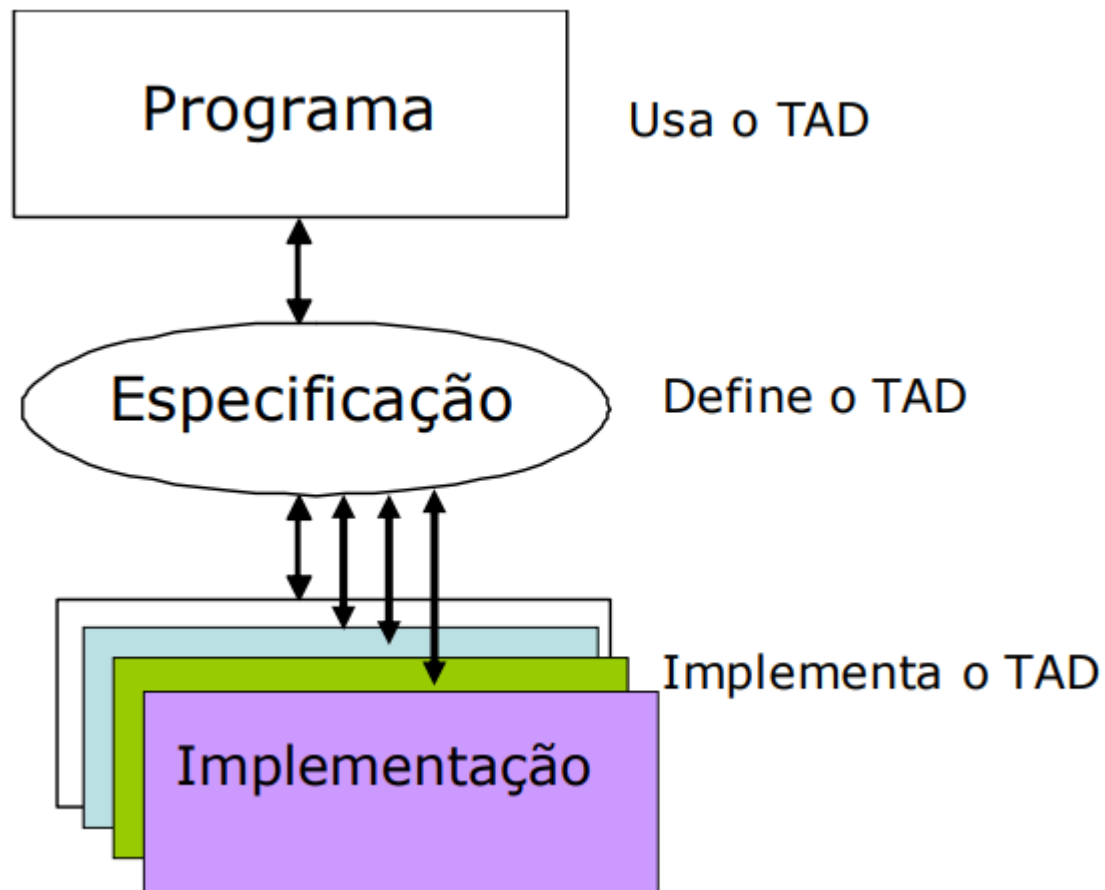 Programa
Usa o TAD
Especificação
Define o TAD
Implementa o TAD
Implementação